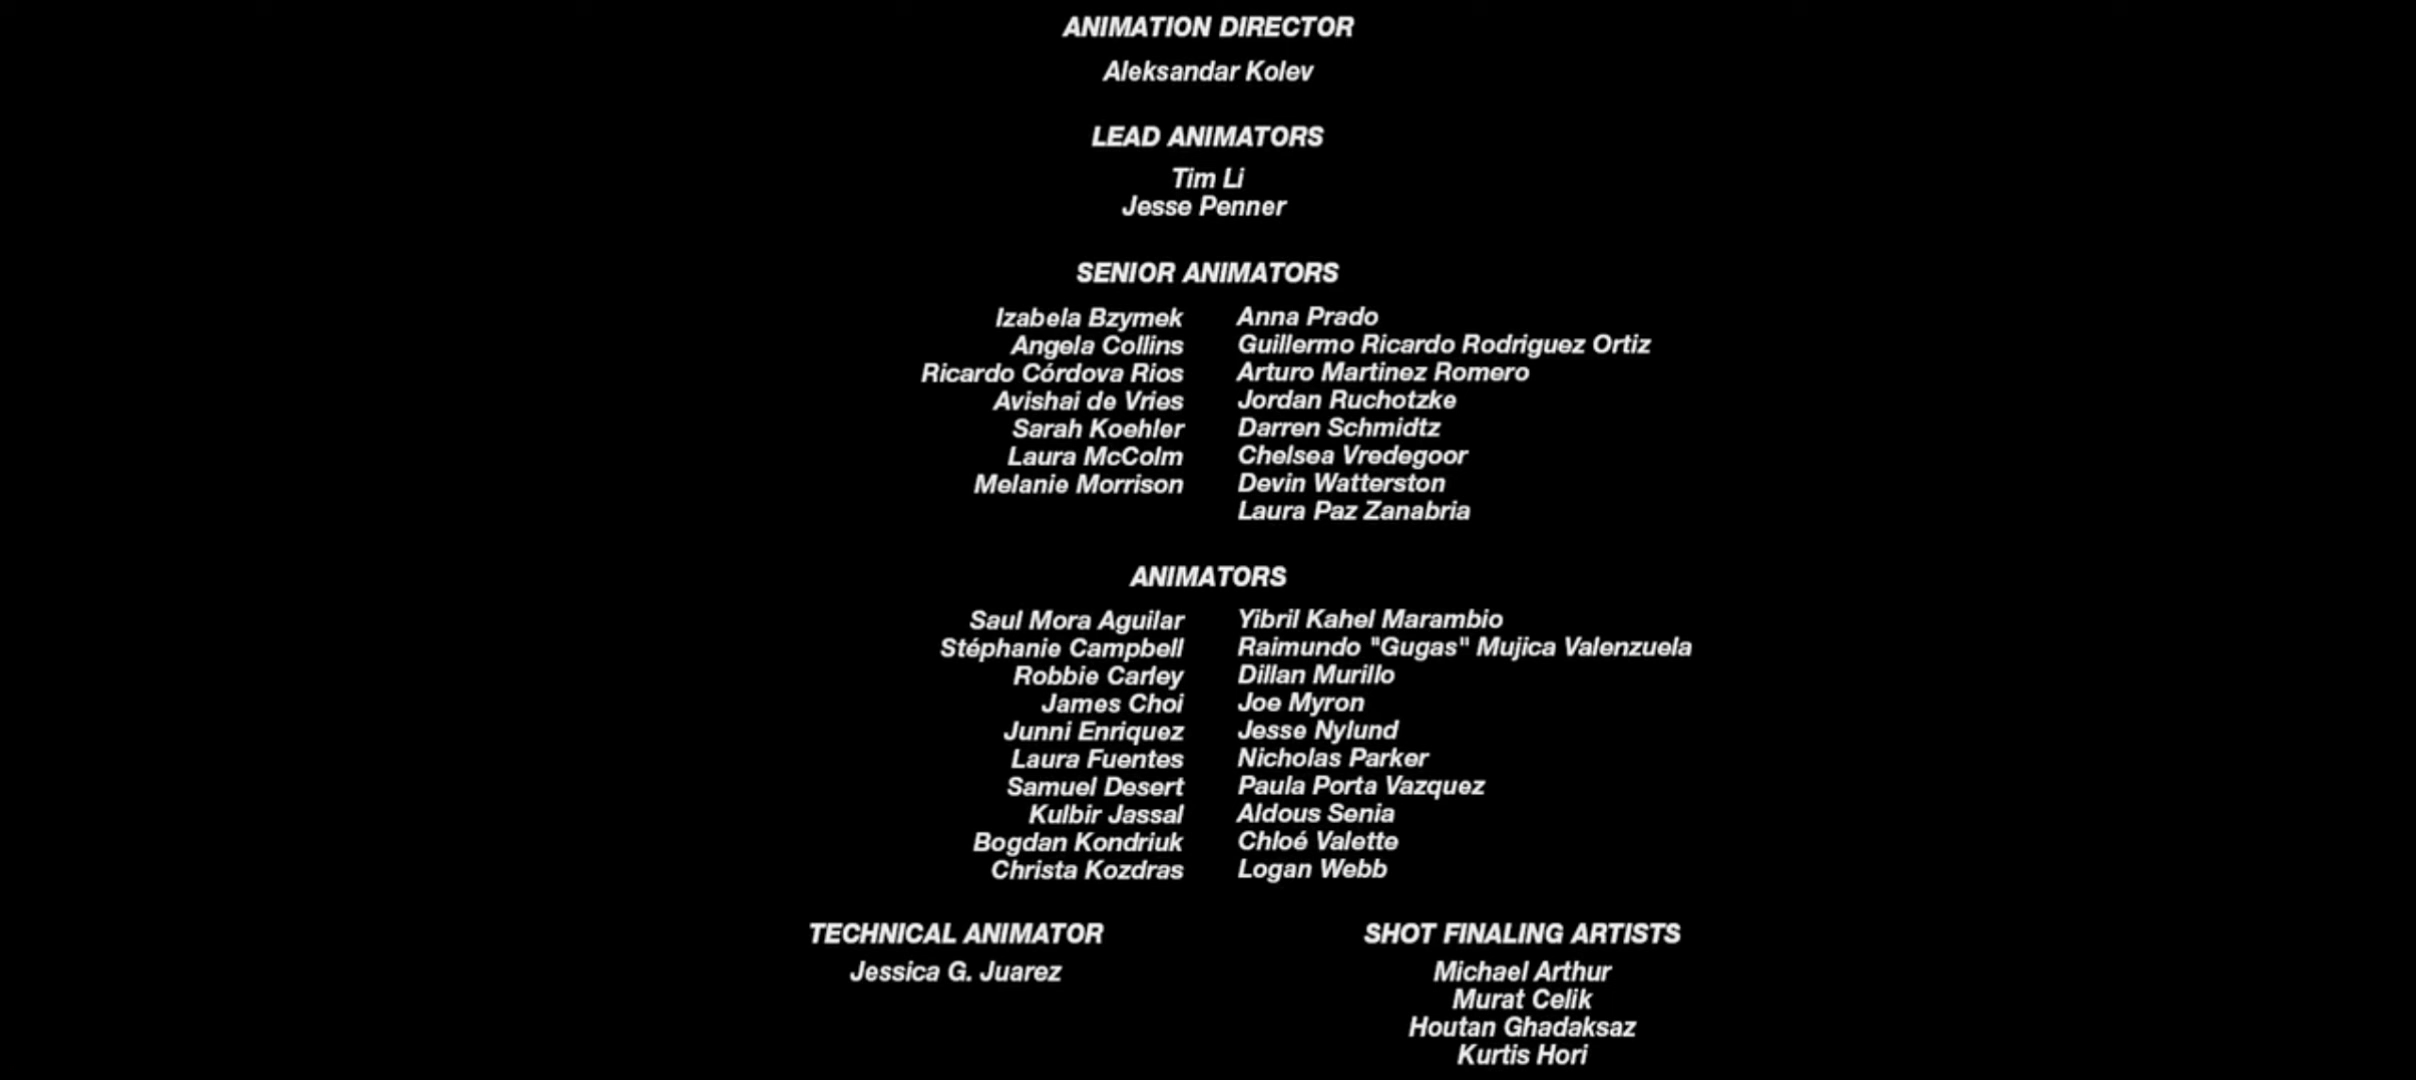 ANIMATION DIRECTOR
Aleksandar Kolev
LEAD ANIMATORS
Tim Li
Jesse Penner
SENIOR ANIMATORS
Izabela Bzymek
Angela Collins
Ricardo Córdova Rios
Avishai de Vries
Sarah Koehler
Laura McColm
Melanie Morrison
Anna Prado
Guillermo Ricardo Rodriguez Ortiz
Arturo Martinez Romero
Jordan Ruchotzke
Darren Schmidtz
Chelsea Vredegoor
Devin Watterston
Laura Paz Zanabria
ANIMATORS
Saul Mora Aguilar
Stéphanie Campbell
Robbie Carley
James Choi
Junni Enriquez
Laura Fuentes
Samuel Desert
Kulbir Jassal
Bogdan Kondriuk
Christa Kozdras
Yibril Kahel Marambio
Raimundo "Gugas" Mujica Valenzuela
Dillan Murillo
Joe Myron
Jesse Nylund
Nicholas Parker
Paula Porta Vazquez
Aldous Senia
Chloé Valette
Logan Webb
TECHNICAL ANIMATOR
Jessica G. Juarez
SHOT FINALING ARTISTS
Michael Arthur
Murat Celik
Houtan Ghadaksaz
Kurtis Hori